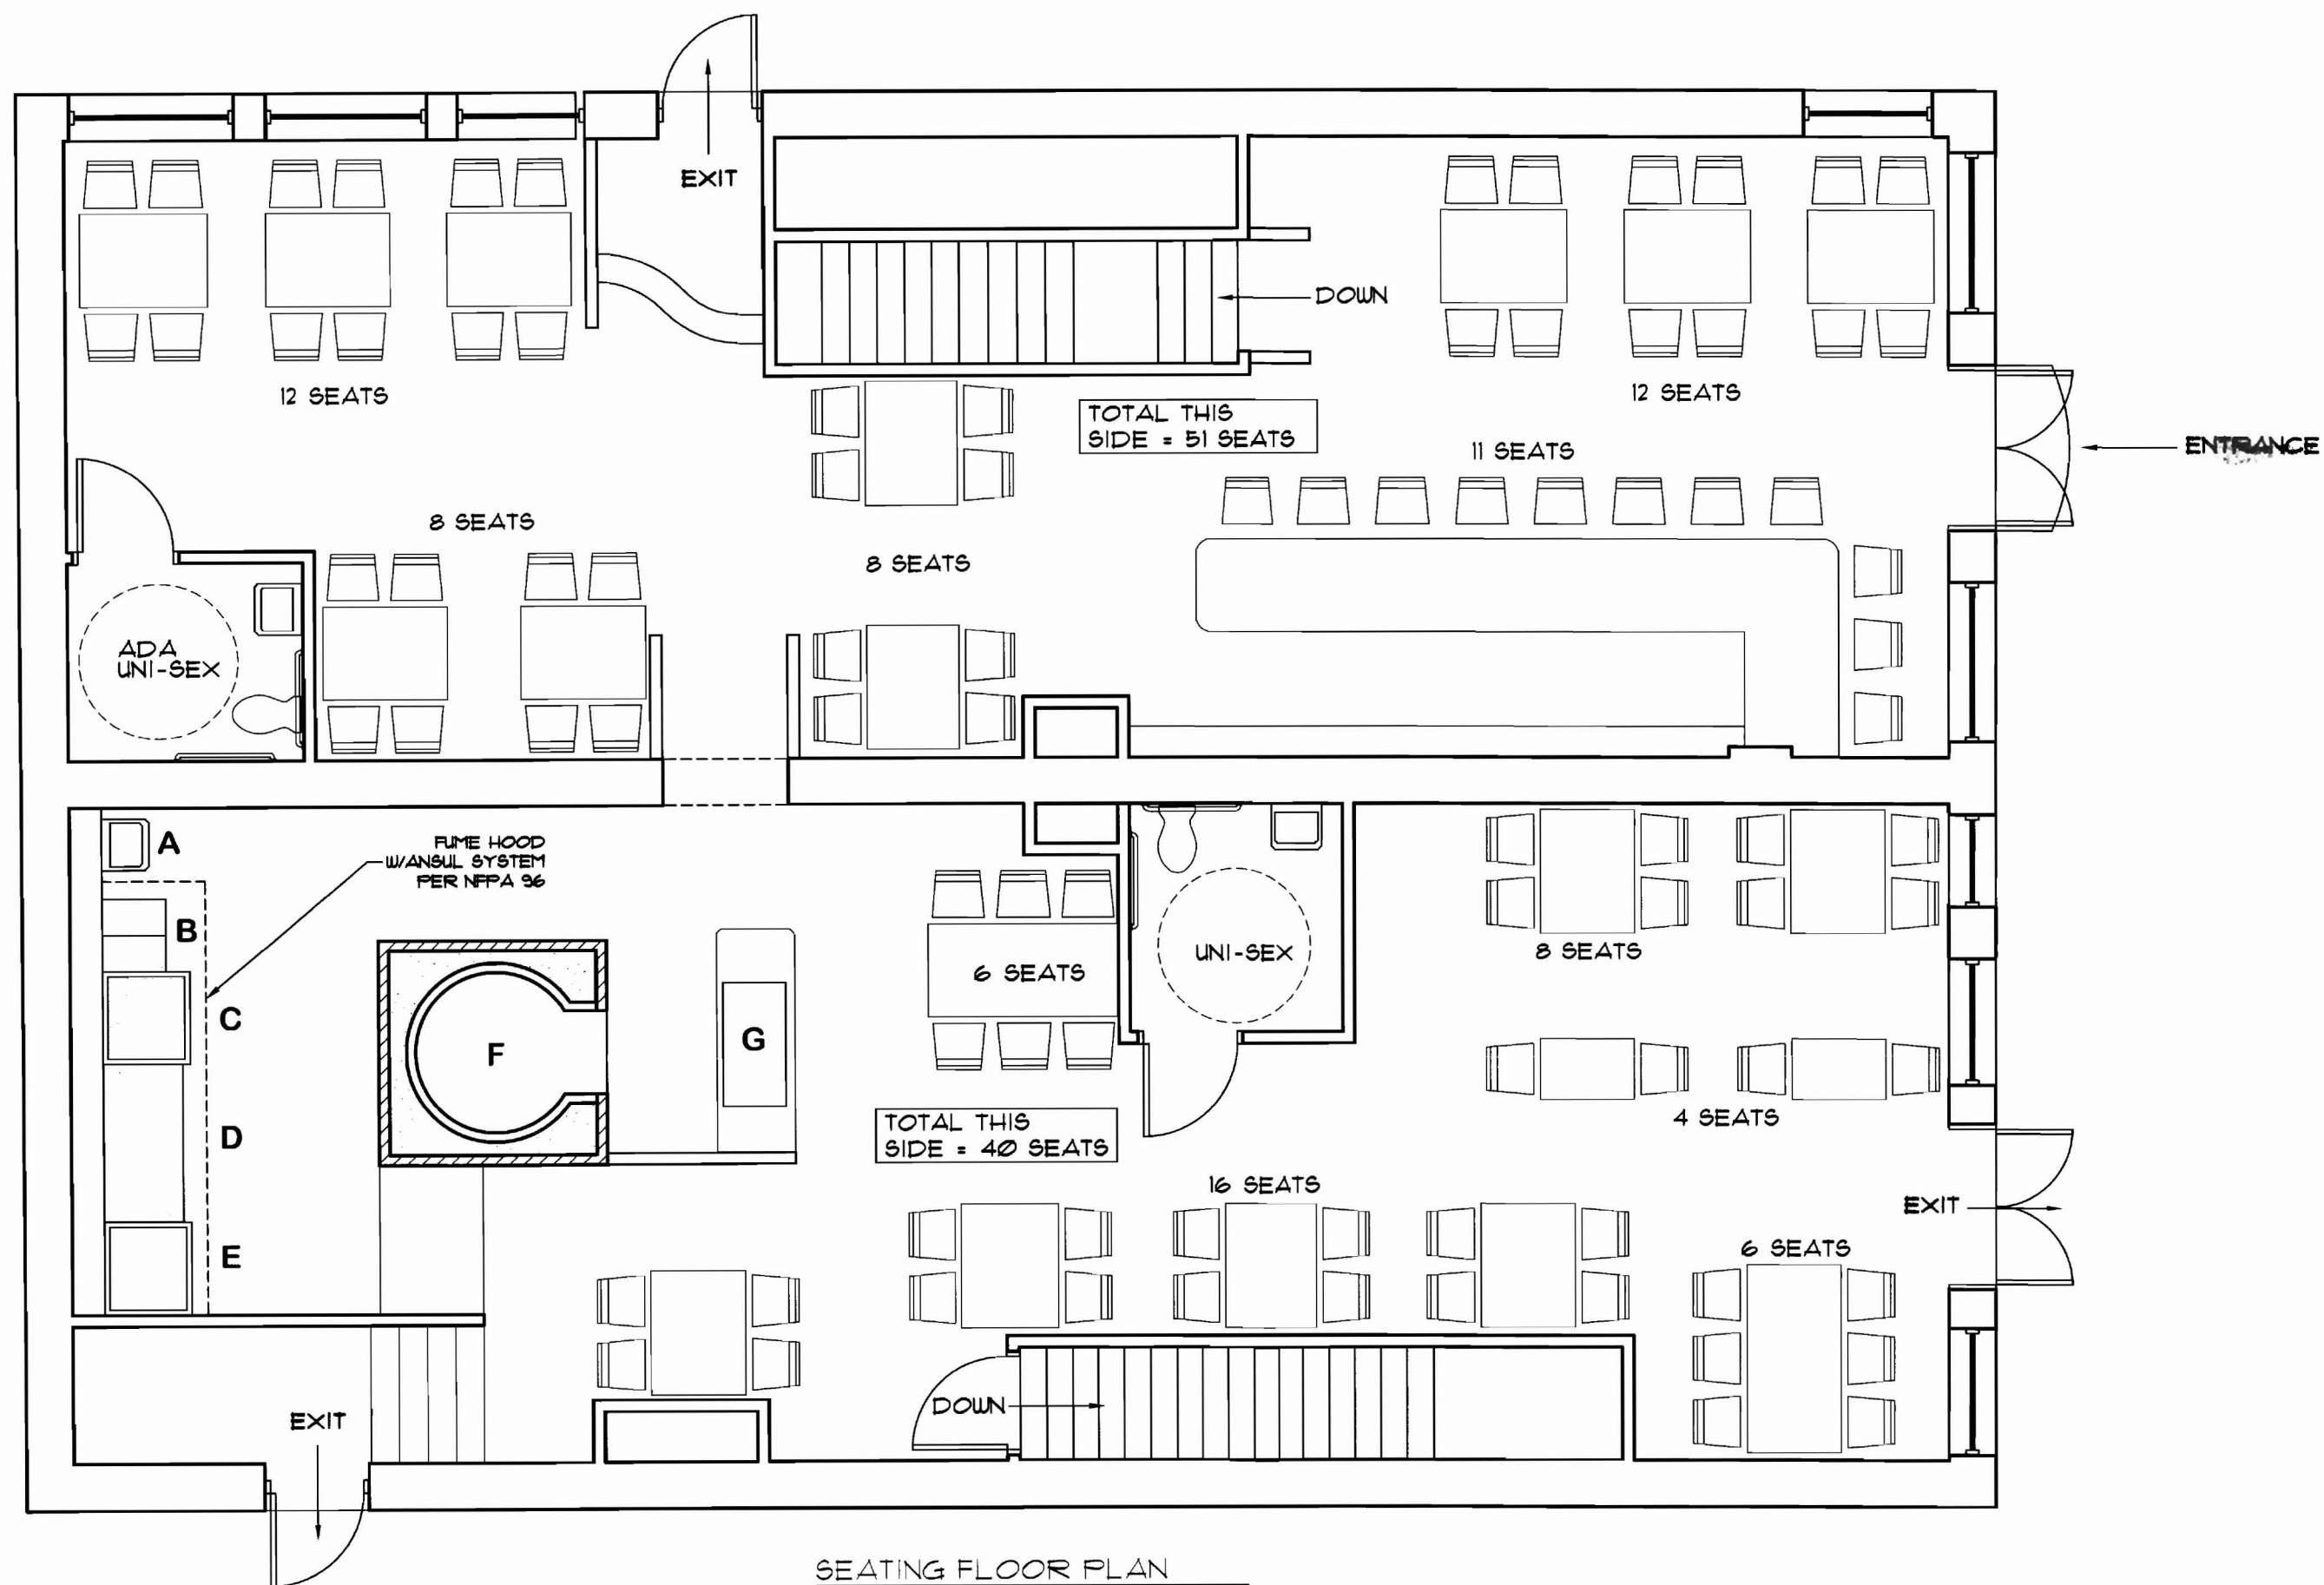 EXIT
DOWN
12 SEATS
12 SEATS
TOTAL THIS
SIDE = 51 SEATS
11 SEATS
ENTRANCE
8 SEATS
8 SEATS
ADA
UNI-SEX
A
FUME HOOD
W/ANSUL SYSTEM
PER NFPA 96
B
C
D
E
F
G
6 SEATS
UNI-SEX
8 SEATS
4 SEATS
TOTAL THIS
SIDE = 40 SEATS
16 SEATS
EXIT
6 SEATS
DOWN
EXIT
SEATING FLOOR PLAN